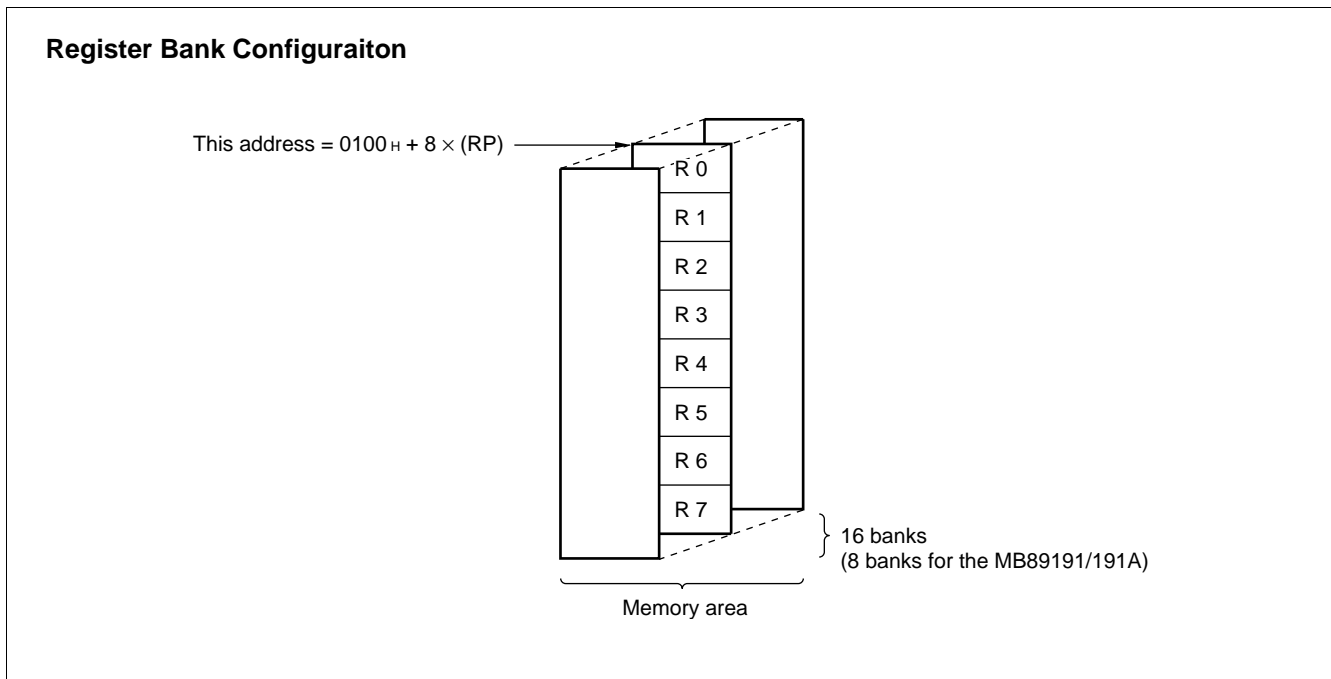 Register Bank Configuraiton
This address = 0100 H + 8 × (RP)
R 0
R 1
R 2
R 3
R 4
R 5
R 6
R 7
16 banks
(8 banks for the MB89191/191A)
Memory area